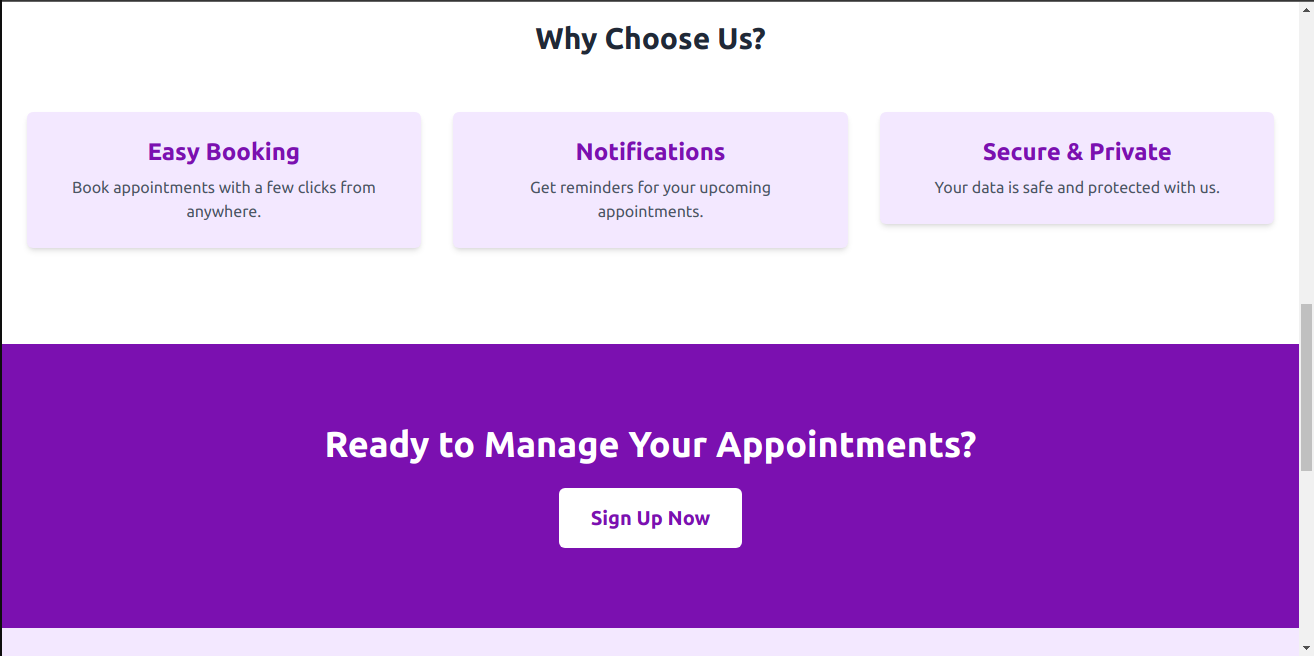 Why Choose Us?
Easy Booking
Book appointments with a few clicks from
anywhere.
Notifications
Get reminders for your upcoming
appointments.
Secure & Private
Your data is safe and protected with us.
Ready to Manage Your Appointments?
Sign Up Now